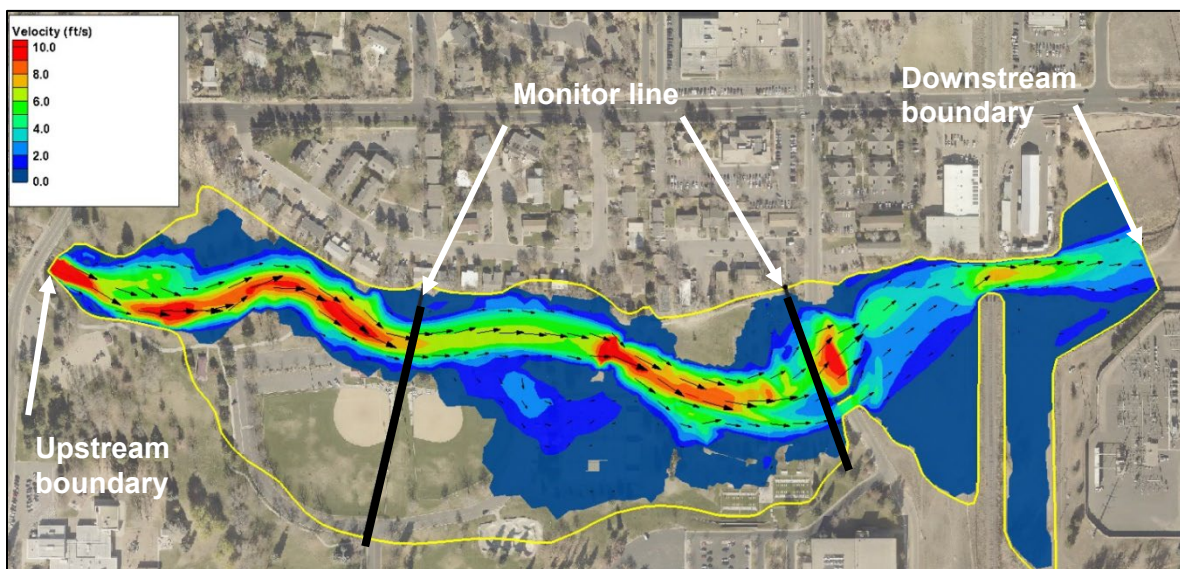 Velocity (ft/s)
10.0
8.0
6.0
4.0
2.0
0.0
Monitor line
Downstream
boundary
Upstream
boundary